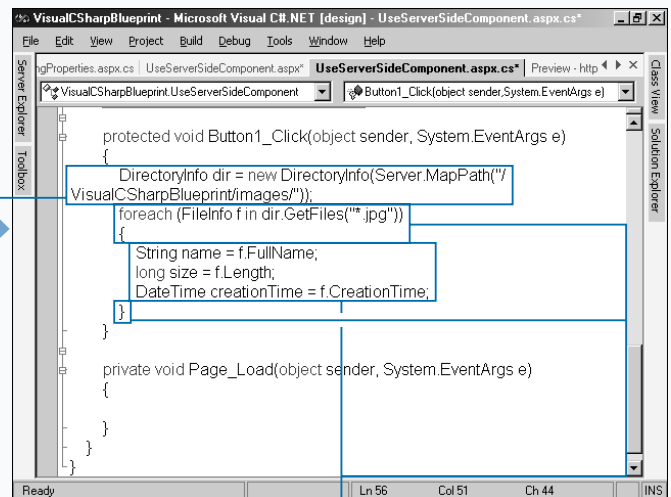 VisualCSharpBlueprint - Microsoft Visual C#.NET [design] - UseServerSideComponent.aspx.cs*
File Edit View Project Build Debug Tools Window Help
ngProperties.aspx.cs UseServerSideComponent.aspx* UseServerSideComponent.aspx.cs* Preview - http
VisualCSharpBlueprint.UseServerSideComponent Button1_Click(object sender,System.EventArgs e)
Server Explorer
Toolbox
Class View
Solution Explorer
protected void Button1_Click(object sender, System.EventArgs e)
{
DirectoryInfo dir = new DirectoryInfo(Server.MapPath("/
VisualCSharpBlueprint/images/"));
foreach (FileInfo f in dir.GetFiles("*.jpg"))
{
String name = f.FullName;
long size = f.Length;
DateTime creationTime = f.CreationTime;
}
}
private void Page_Load(object sender, System.EventArgs e)
{
}
}
}
Ready Ln 56 Col 51 Ch 44 INS